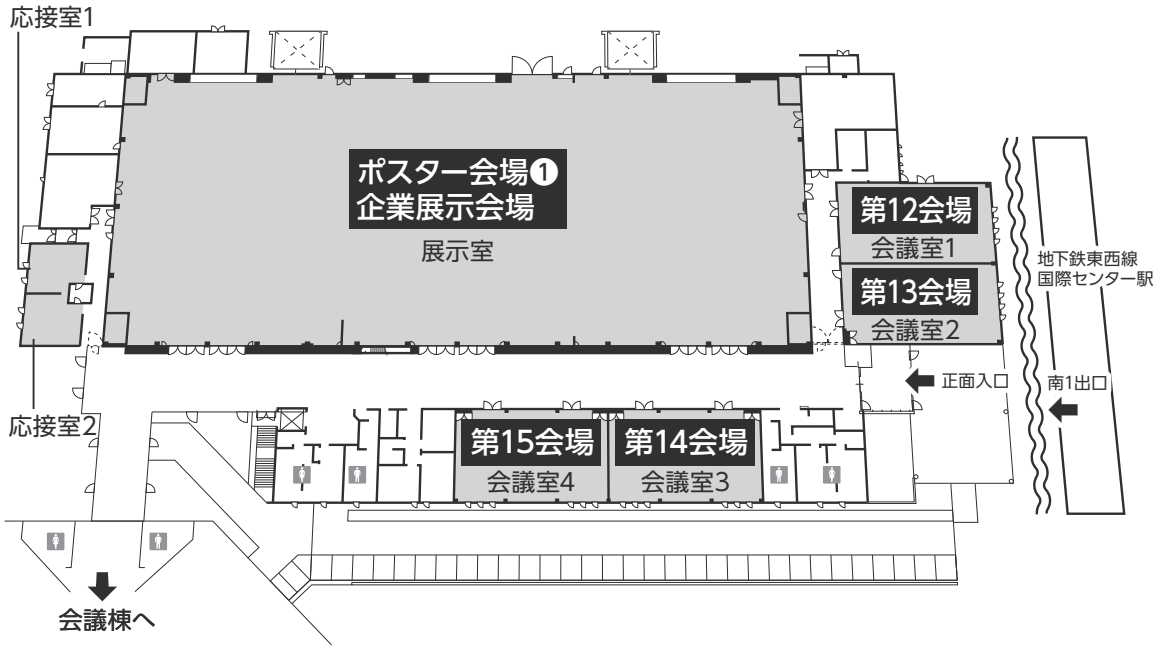 応接室1
ポスター会場❶
企業展示会場
展示室
第12会場
会議室1
第13会場
会議室2
地下鉄東西線
国際センター駅
正面入口
南1出口
応接室2
第15会場
会議室4
第14会場
会議室3
会議棟へ